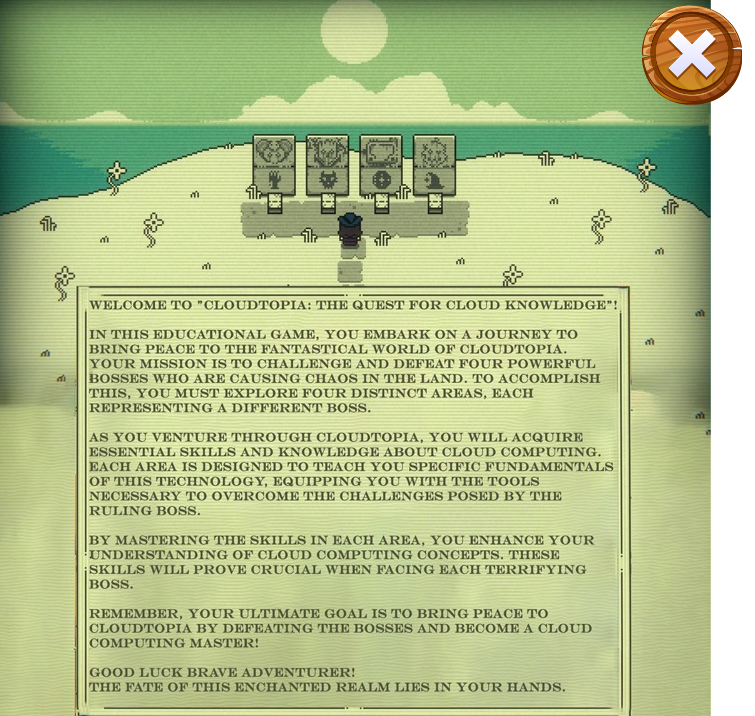 WELCOME TO "CLOUDTOPIA: THE QUEST FOR CLOUD KNOWLEDGE"!
IN THIS EDUCATIONAL GAME, YOU EMBARK ON A JOURNEY TO
BRING PEACE TO THE FANTASTICAL WORLD OF CLOUDTOPIA.
YOUR MISSION IS TO CHALLENGE AND DEFEAT FOUR POWERFUL
BOSSES WHO ARE CAUSING CHAOS IN THE LAND. TO ACCOMPLISH
THIS, YOU MUST EXPLORE FOUR DISTINCT AREAS, EACH
REPRESENTING A DIFFERENT BOSS.
AS YOU VENTURE THROUGH CLOUDTOPIA, YOU WILL ACQUIRE
ESSENTIAL SKILLS AND KNOWLEDGE ABOUT CLOUD COMPUTING.
EACH AREA IS DESIGNED TO TEACH YOU SPECIFIC FUNDAMENTALS
OF THIS TECHNOLOGY, EQUIPPING YOU WITH THE TOOLS
NECESSARY TO OVERCOME THE CHALLENGES POSED BY THE
RULING BOSS.
BY MASTERING THE SKILLS IN EACH AREA, YOU ENHANCE YOUR
UNDERSTANDING OF CLOUD COMPUTING CONCEPTS. THESE
SKILLS WILL PROVE CRUCIAL WHEN FACING EACH TERRIFYING
BOSS.
REMEMBER, YOUR ULTIMATE GOAL IS TO BRING PEACE TO
CLOUDTOPIA BY DEFEATING THE BOSSES AND BECOME A CLOUD
COMPUTING MASTER!
GOOD LUCK BRAVE ADVENTURER!
THE FATE OF THIS ENCHANTED REALM LIES IN YOUR HANDS.